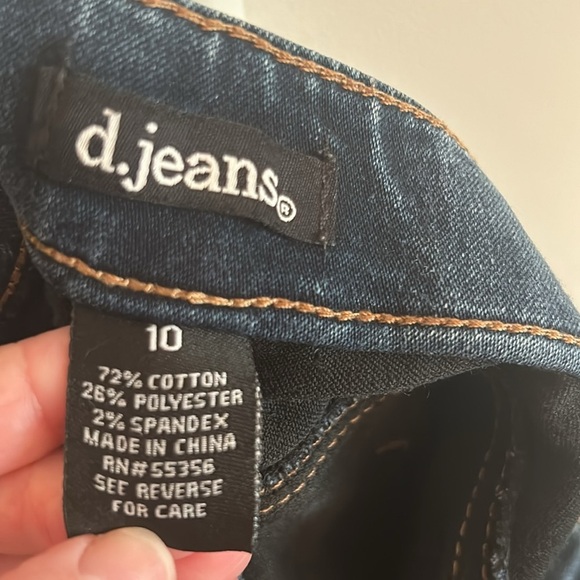 d.jeans®
10
72% COTTON
26% POLYESTER
2% SPANDEX
MADE IN CHINA
RN#55356
SEE REVERSE
FOR CARE